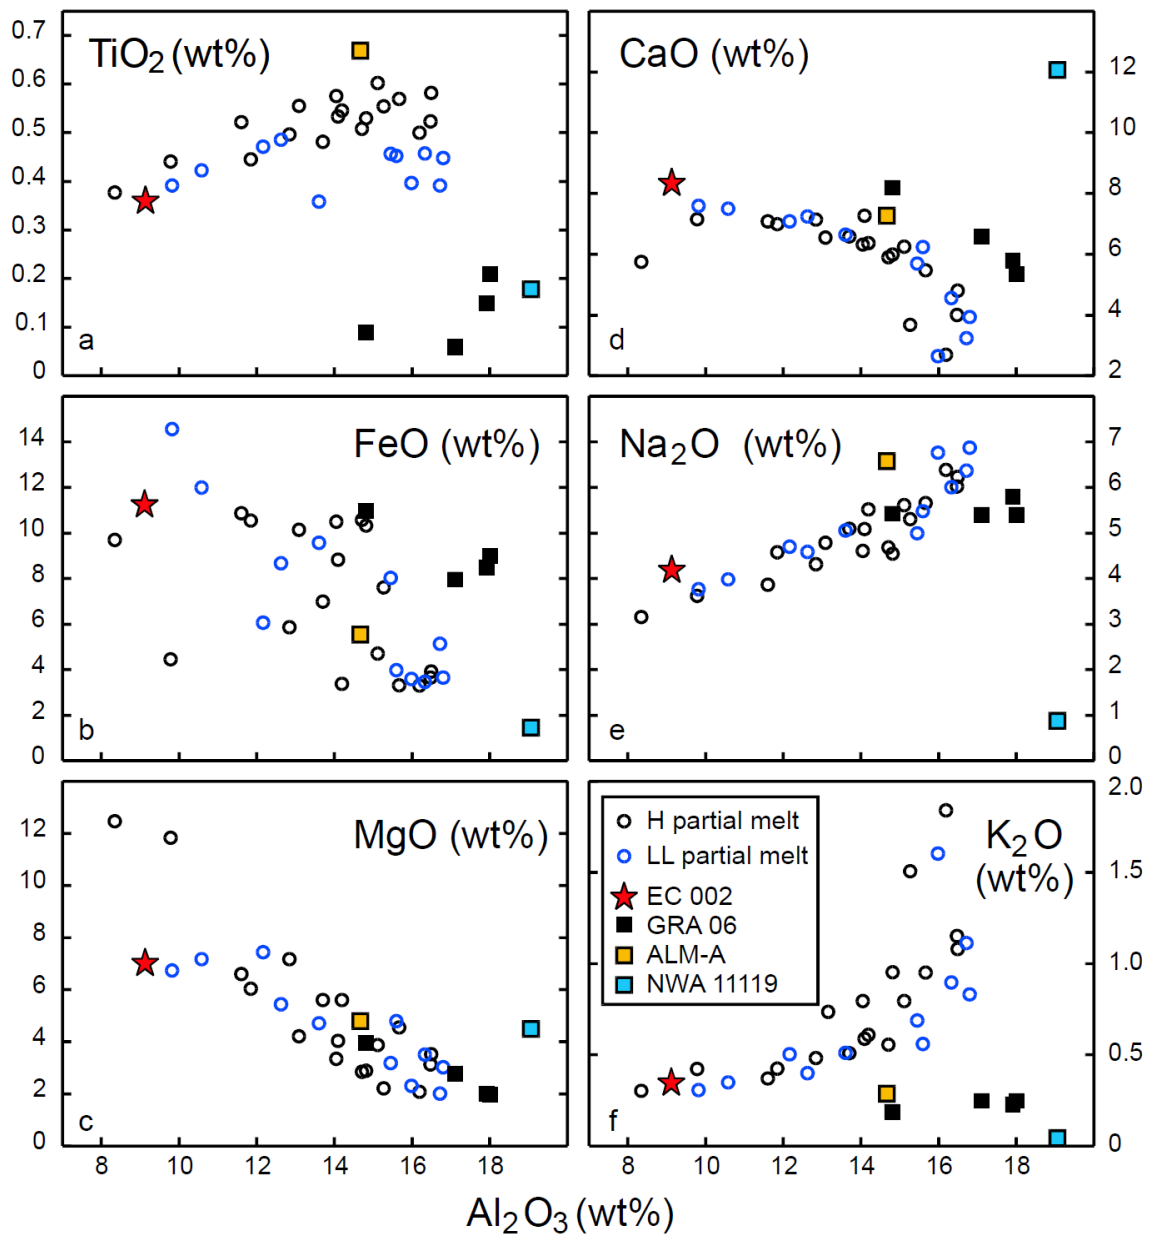 TiO2 (wt%)
0.7
0.6
0.5
0.4
0.3
0.2
0.1
0
a
CaO (wt%)
12
10
8
6
4
2
d
FeO (wt%)
14
12
10
8
6
4
2
0
b
Na2O (wt%)
7
6
5
4
3
2
1
0
e
MgO (wt%)
12
10
8
6
4
2
0
c
8 10 12 14 16 18
H partial melt
LL partial melt
EC 002
GRA 06
ALM-A
NWA 11119
K2O
(wt%)
2.0
1.5
1.0
0.5
0
f
8 10 12 14 16 18
Al2O3 (wt%)